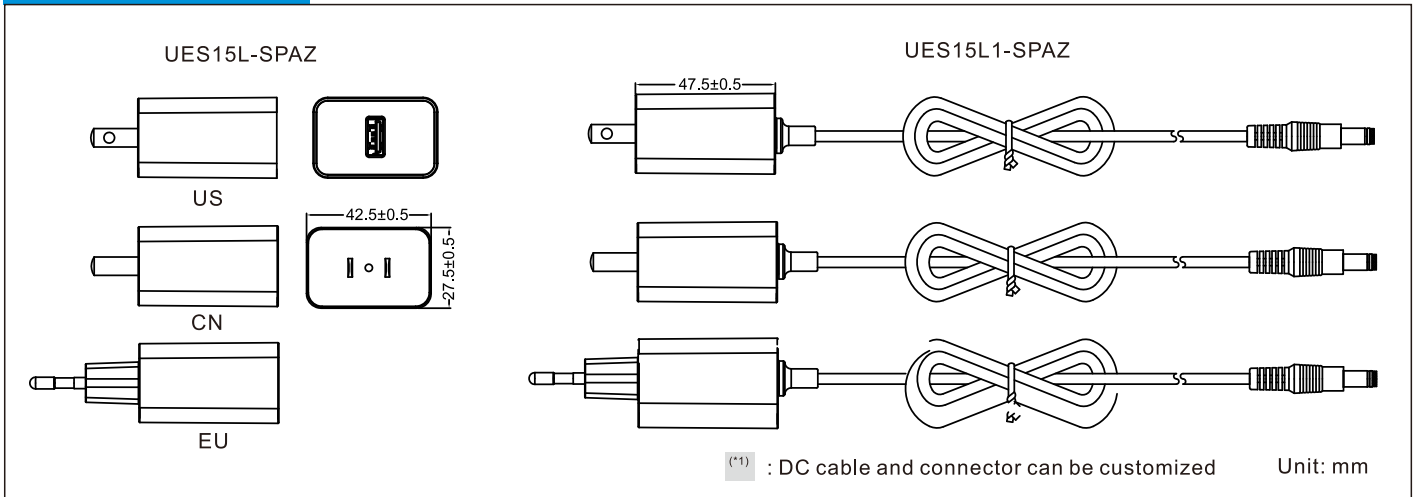 UES15L-SPAZ
UES15L1-SPAZ
47.5±0.5
US
42.5±0.5
27.5±0.5
CN
EU
(*1) : DC cable and connector can be customized
Unit: mm